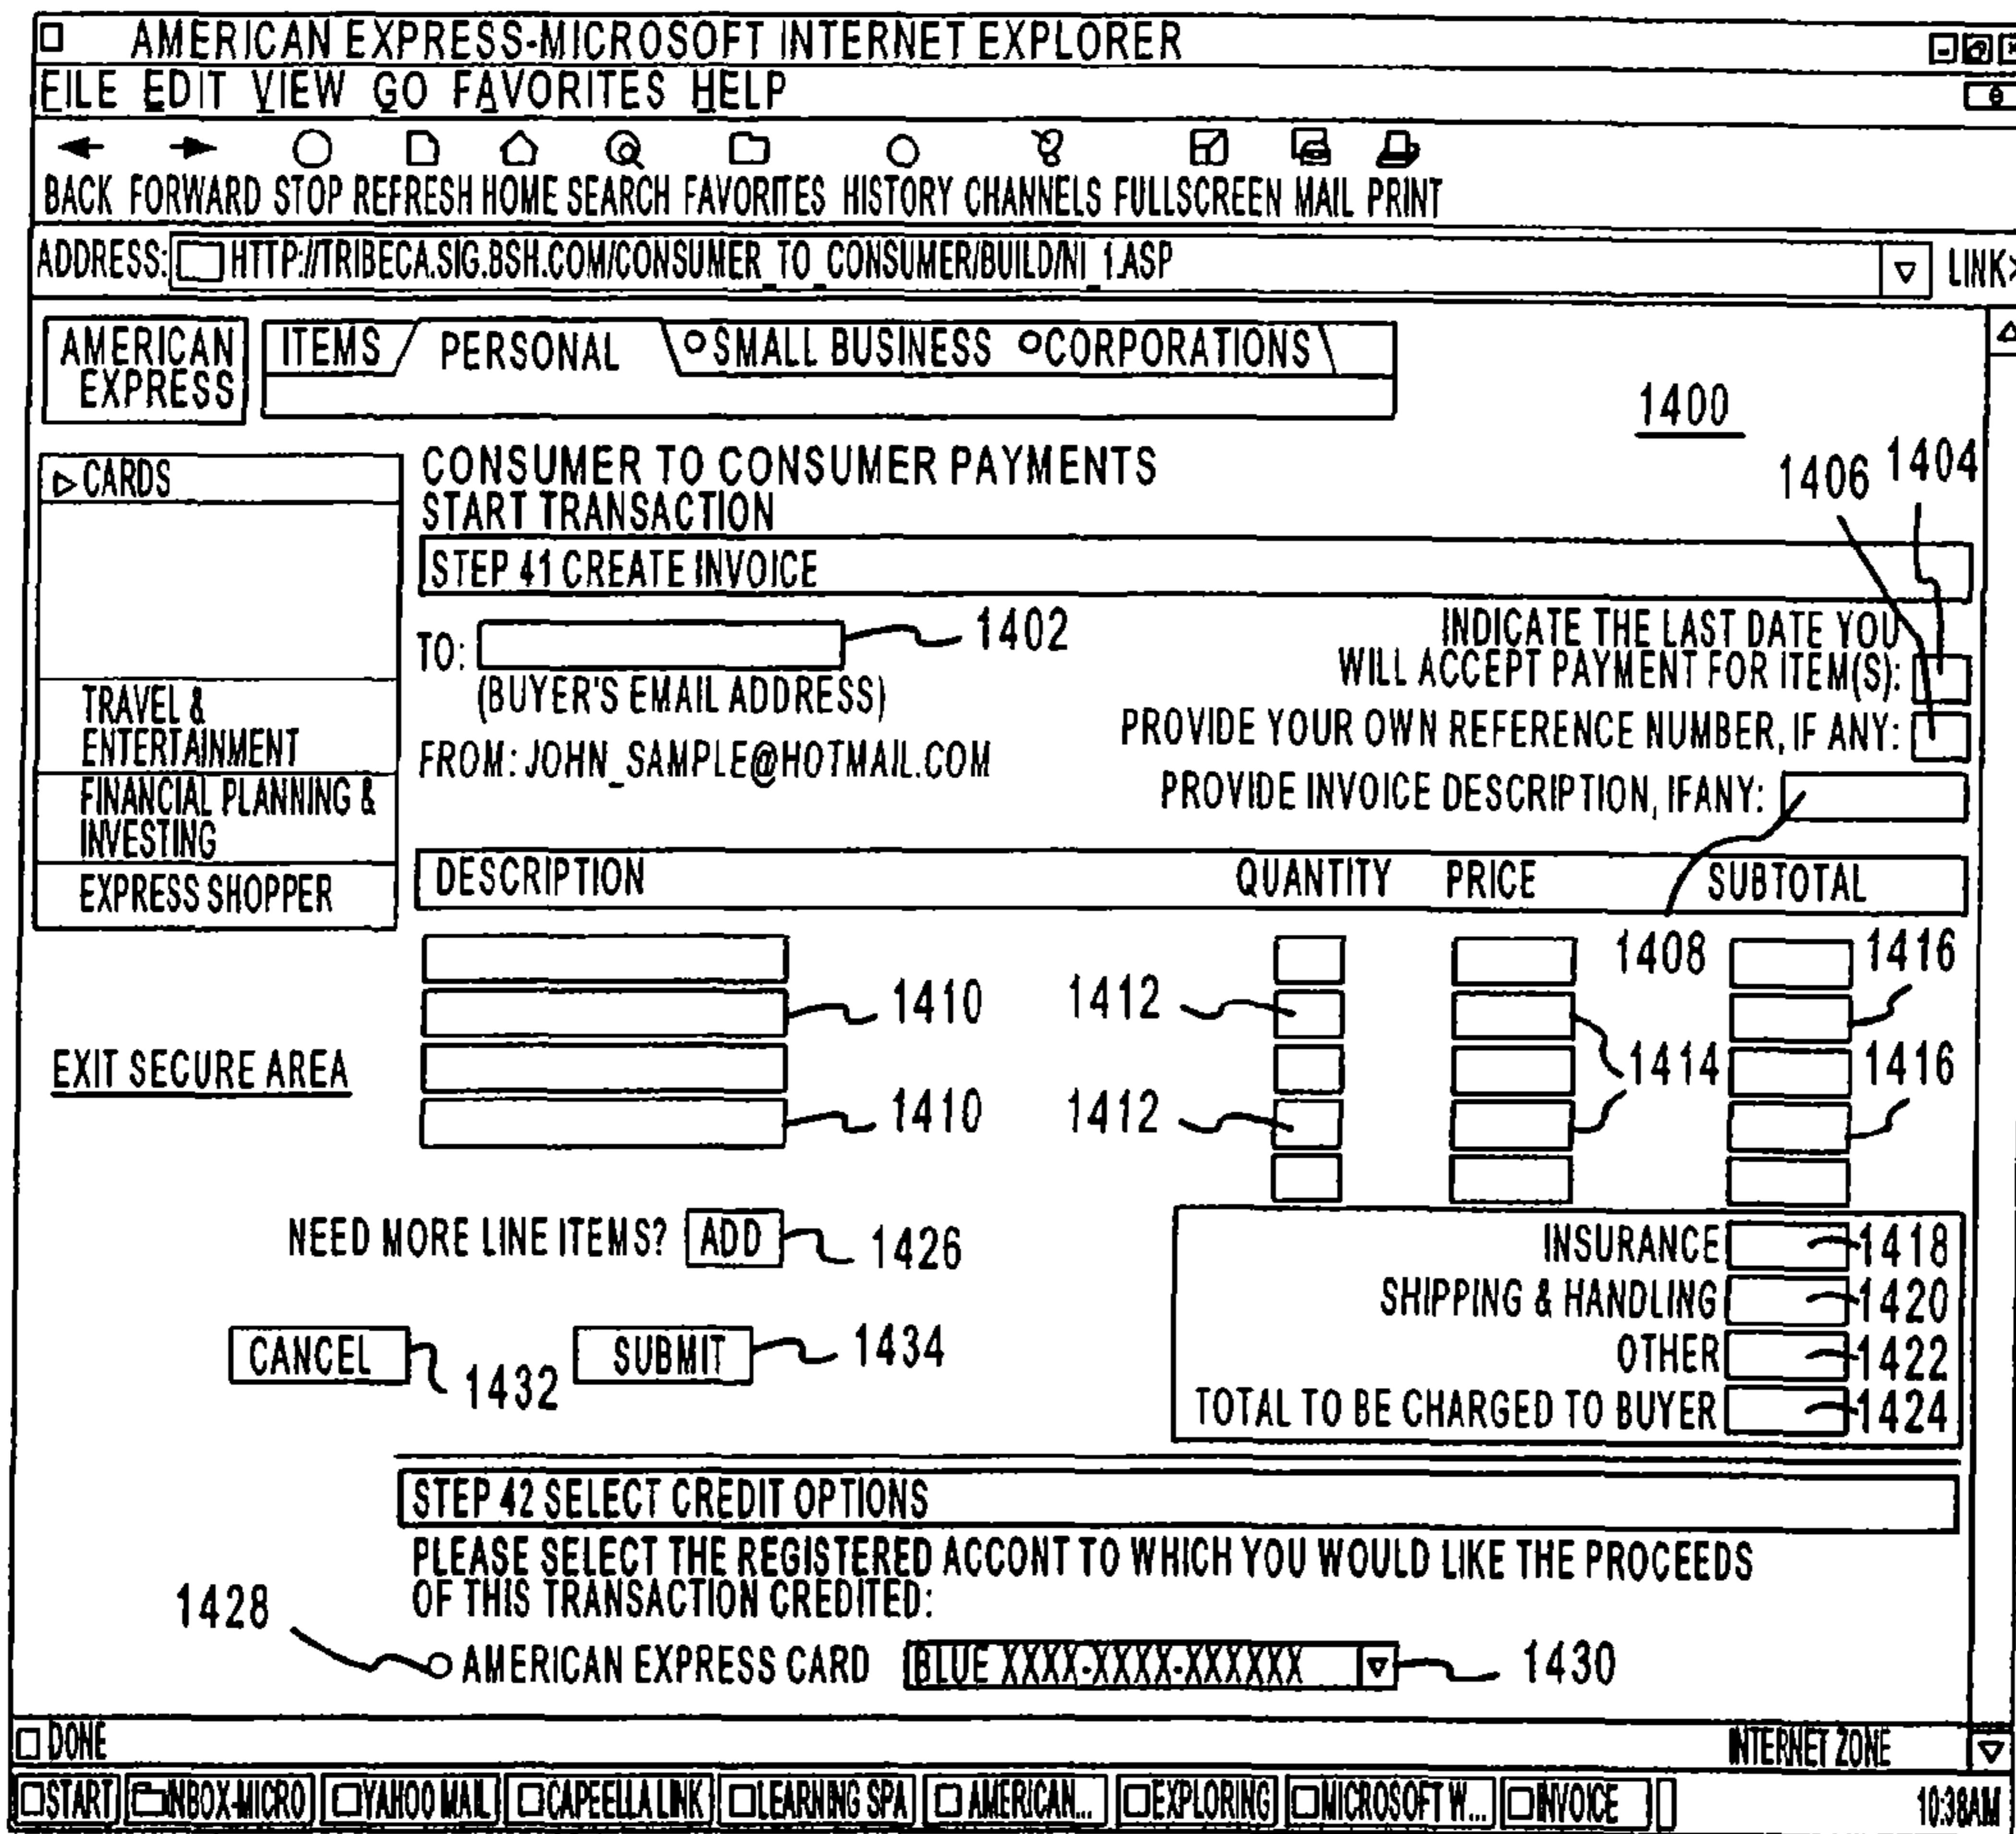 AMERICAN EXPRESS-MICROSOFT INTERNET EXPLORER
FILE EDIT VIEW GO FAVORITES HELP
BACK FORWARD STOP REFRESH HOME SEARCH FAVORITES HISTORY CHANNELS FULLSCREEN MAIL PRINT
ADDRESS: HTTP://TRIBECA.SIG.BSH.COM/CONSUMER_TO_CONSUMER/BUILD/NI_1.ASP LINK>
AMERICAN EXPRESS
ITEMS PERSONAL SMALL BUSINESS CORPORATIONS
1400
CARDS
TRAVEL &
ENTERTAINMENT
FINANCIAL PLANNING &
INVESTING
EXPRESS SHOPPER
EXIT SECURE AREA
CONSUMER TO CONSUMER PAYMENTS
START TRANSACTION
1406 1404
STEP 41 CREATE INVOICE
TO: 1402
(BUYER'S EMAIL ADDRESS)
FROM: JOHN_SAMPLE@HOTMAIL.COM
INDICATE THE LAST DATE YOU
WILL ACCEPT PAYMENT FOR ITEM(S):
PROVIDE YOUR OWN REFERENCE NUMBER, IF ANY:
PROVIDE INVOICE DESCRIPTION, IFANY:
DESCRIPTION QUANTITY PRICE SUBTOTAL
1408 1416
1410 1412
1414 1416
1410 1412
NEED MORE LINE ITEMS? ADD 1426
INSURANCE 1418
SHIPPING & HANDLING 1420
OTHER 1422
TOTAL TO BE CHARGED TO BUYER 1424
CANCEL 1432 SUBMIT 1434
STEP 42 SELECT CREDIT OPTIONS
PLEASE SELECT THE REGISTERED ACCONT TO WHICH YOU WOULD LIKE THE PROCEEDS
OF THIS TRANSACTION CREDITED:
1428
AMERICAN EXPRESS CARD BLUE XXXX-XXXX-XXXXXX 1430
DONE INTERNET ZONE
START INBOX-MICRO YAHOO MAIL CAPEELLA LINK LEARNING SPA AMERICAN... EXPLORING MICROSOFT W... INVOICE 10:38AM